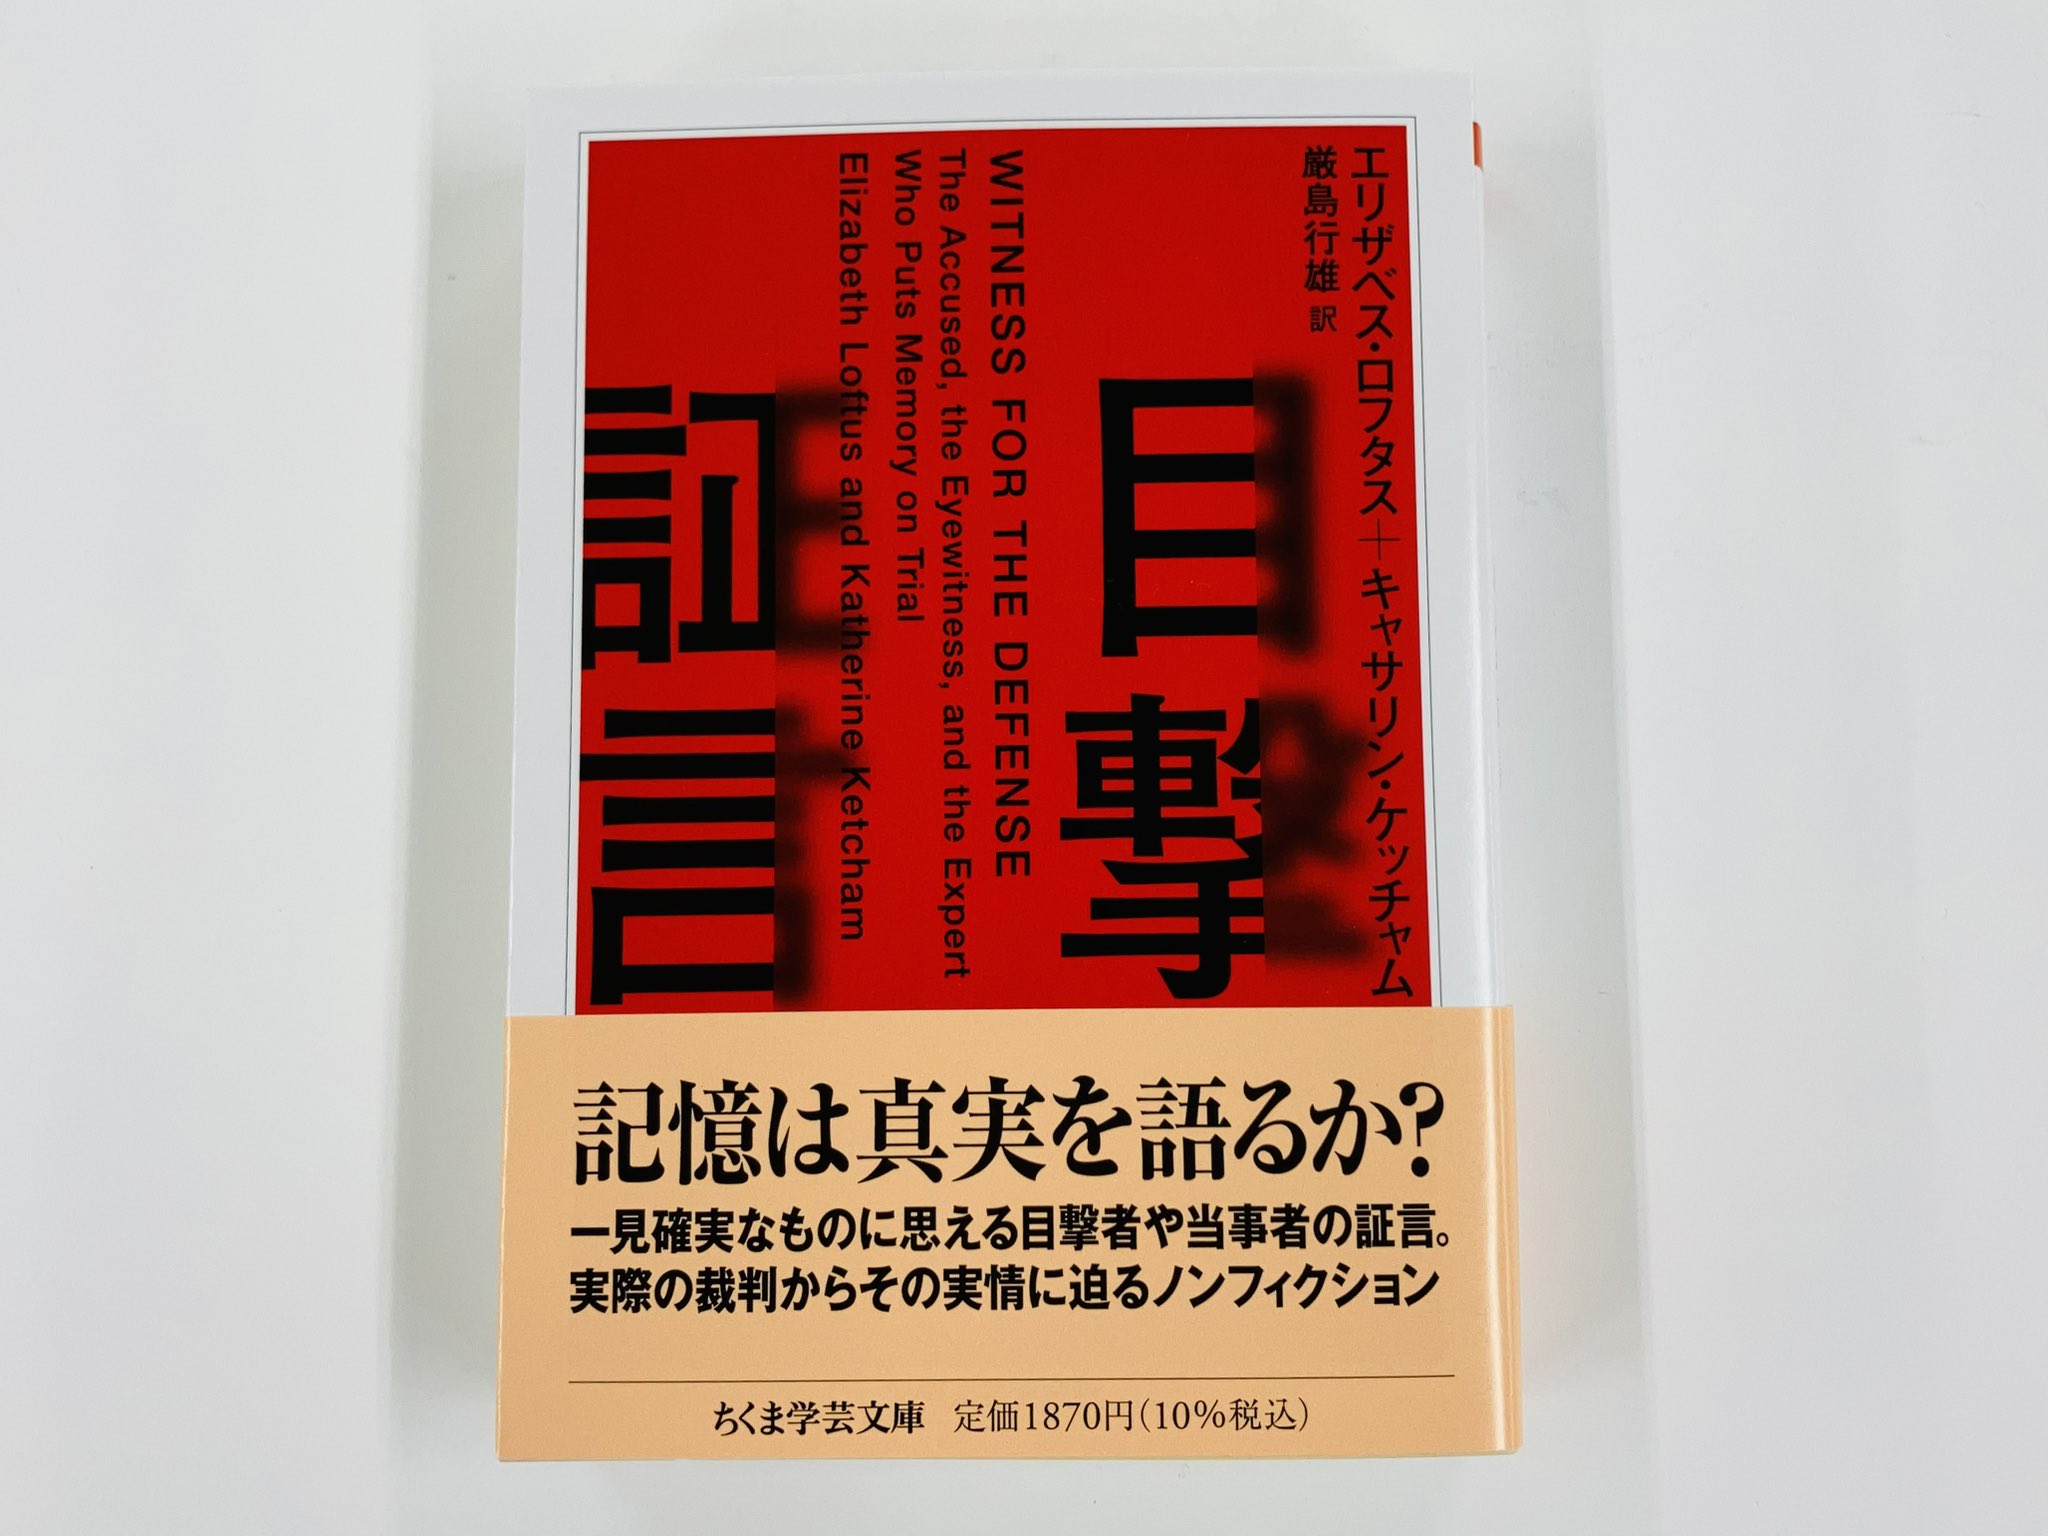 エリザベス・ロフタス＋キャサリン・ケッチャム
厳島行雄 訳
目撃
WITNESS FOR THE DEFENSE
The Accused, the Eyewitness, and the Expert
Who Puts Memory on Trial
Elizabeth Loftus and Katherine Ketcham
証言
記憶は真実を語るか?
一見確実なものに思える目撃者や当事者の証言。
実際の裁判からその実情に迫るノンフィクション
ちくま学芸文庫 定価1870円(10%税込)